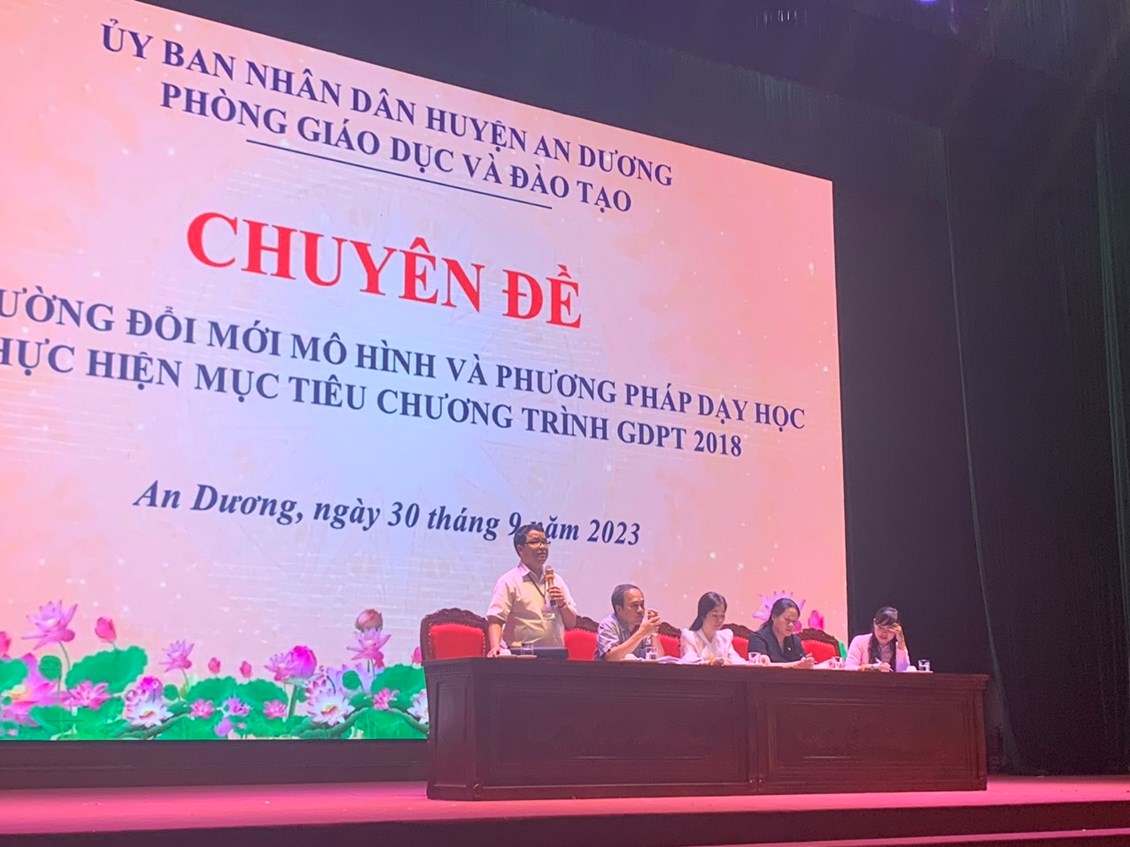 ỦY BAN NHÂN DÂN HUYỆN AN DƯƠNG
PHÒNG GIÁO DỤC VÀ ĐÀO TẠO
CHUYÊN ĐỀ
ĐỔI MỚI MÔ HÌNH VÀ PHƯƠNG PHÁP DẠY HỌC
HIỆN MỤC TIÊU CHƯƠNG TRÌNH GDPT 2018
An Dương, ngày 30 tháng 9 năm 2023